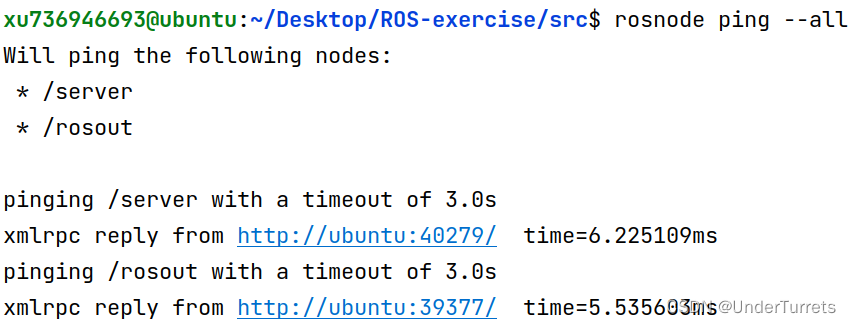 xu736946693@ubuntu:~/Desktop/ROS-exercise/src$ rosnode ping --all
Will ping the following nodes:
 * /server
 * /rosout

pinging /server with a timeout of 3.0s
xmlrpc reply from http://ubuntu:40279/  time=6.225109ms
pinging /rosout with a timeout of 3.0s
xmlrpc reply from http://ubuntu:39377/  time=5.535603ms
CSDN @UnderTurrets